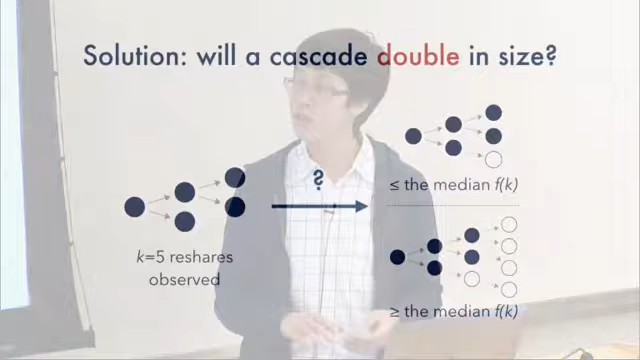 Solution: will a cascade double in size?
?
k=5 reshares
observed
≤ the median f(k)
≥ the median f(k)